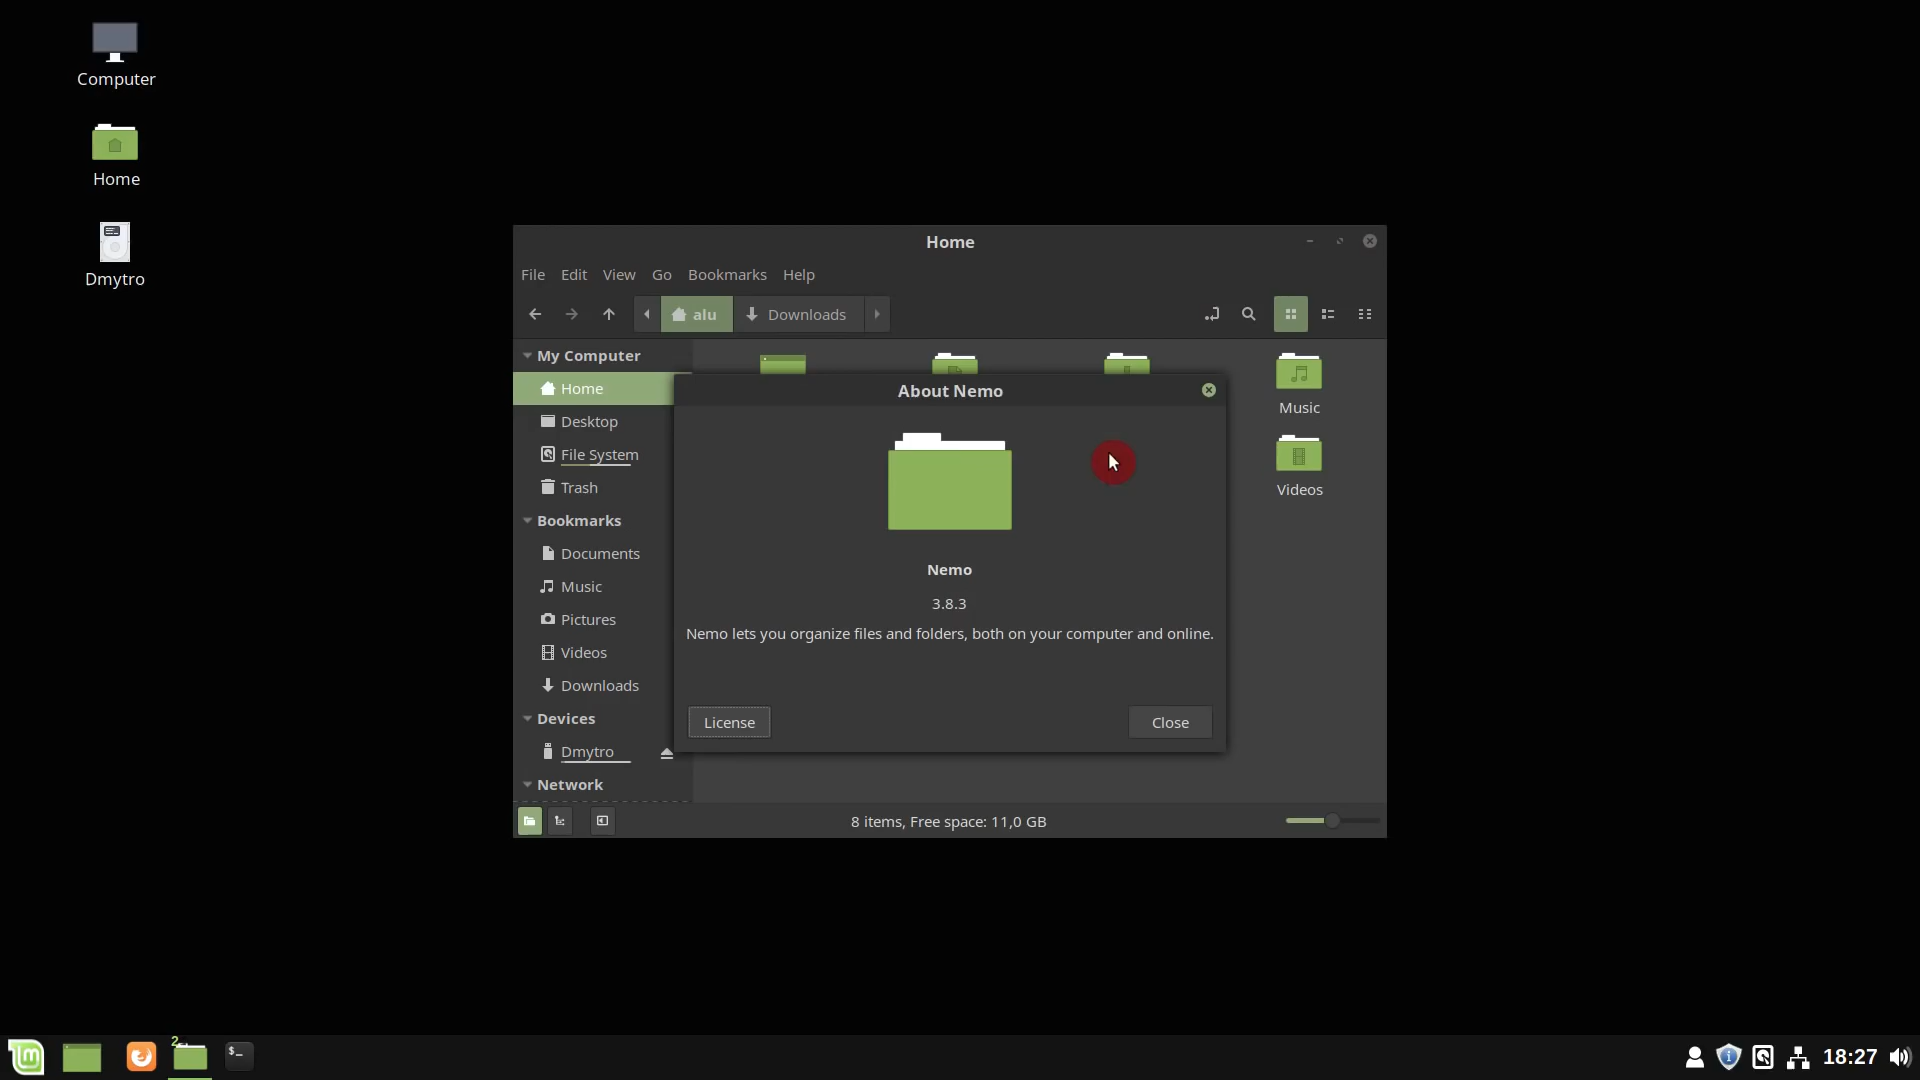 Computer
Home
Dmytro
Home
File Edit View Go Bookmarks Help
alu Downloads
My Computer
Home
Desktop
File System
Trash
Bookmarks
Documents
Music
Pictures
Videos
Downloads
Devices
Dmytro
Network
Music
Videos
About Nemo
Nemo
3.8.3
Nemo lets you organize files and folders, both on your computer and online.
License Close
8 items, Free space: 11,0 GB
2
$_
18:27